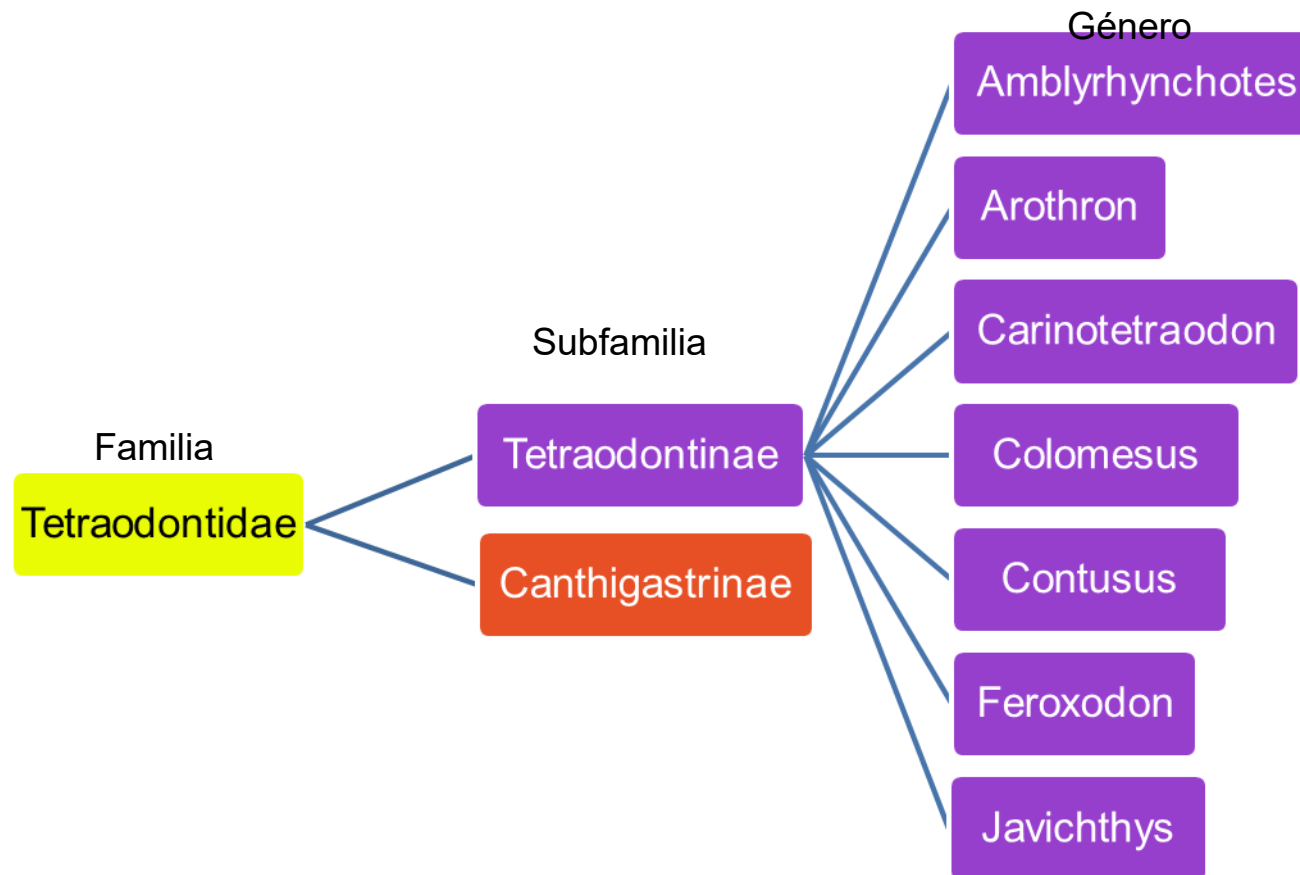 Género
Amblyrhynchotes
Arothron
Carinotetraodon
Subfamilia
Tetraodontinae
Colomesus
Familia
Tetraodontidae
Canthigastrinae
Contusus
Feroxodon
Javichthys